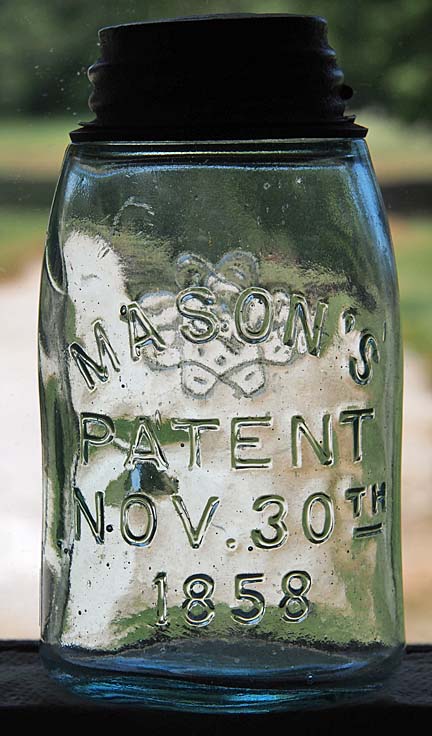 MASON'S
PATENT
NOV. 30TH
1858